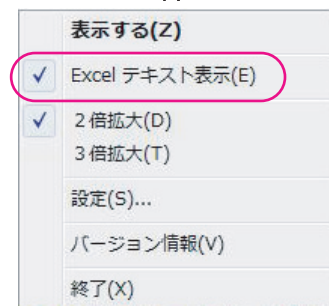 表示する(Z)
Excel テキスト表示(E)
2倍拡大(D)
3倍拡大(T)
設定(S)...
バージョン情報(V)
終了(X)